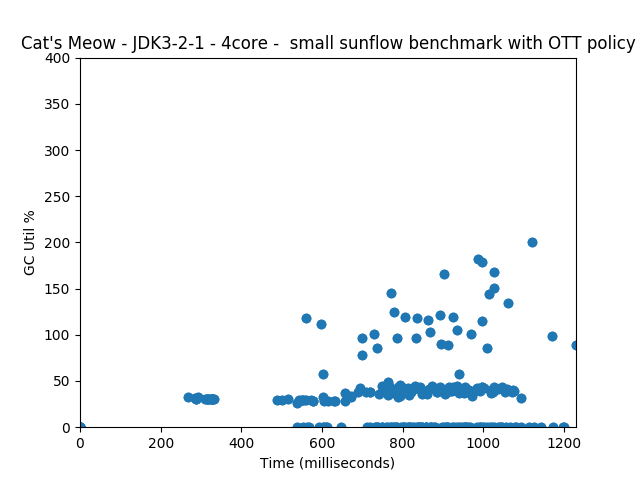 Cat's Meow - JDK3-2-1 - 4core -  small sunflow benchmark with OTT policy
400
350
300
250
200
150
100
50
0
GC Util %
0 200 400 600 800 1000 1200
Time (milliseconds)